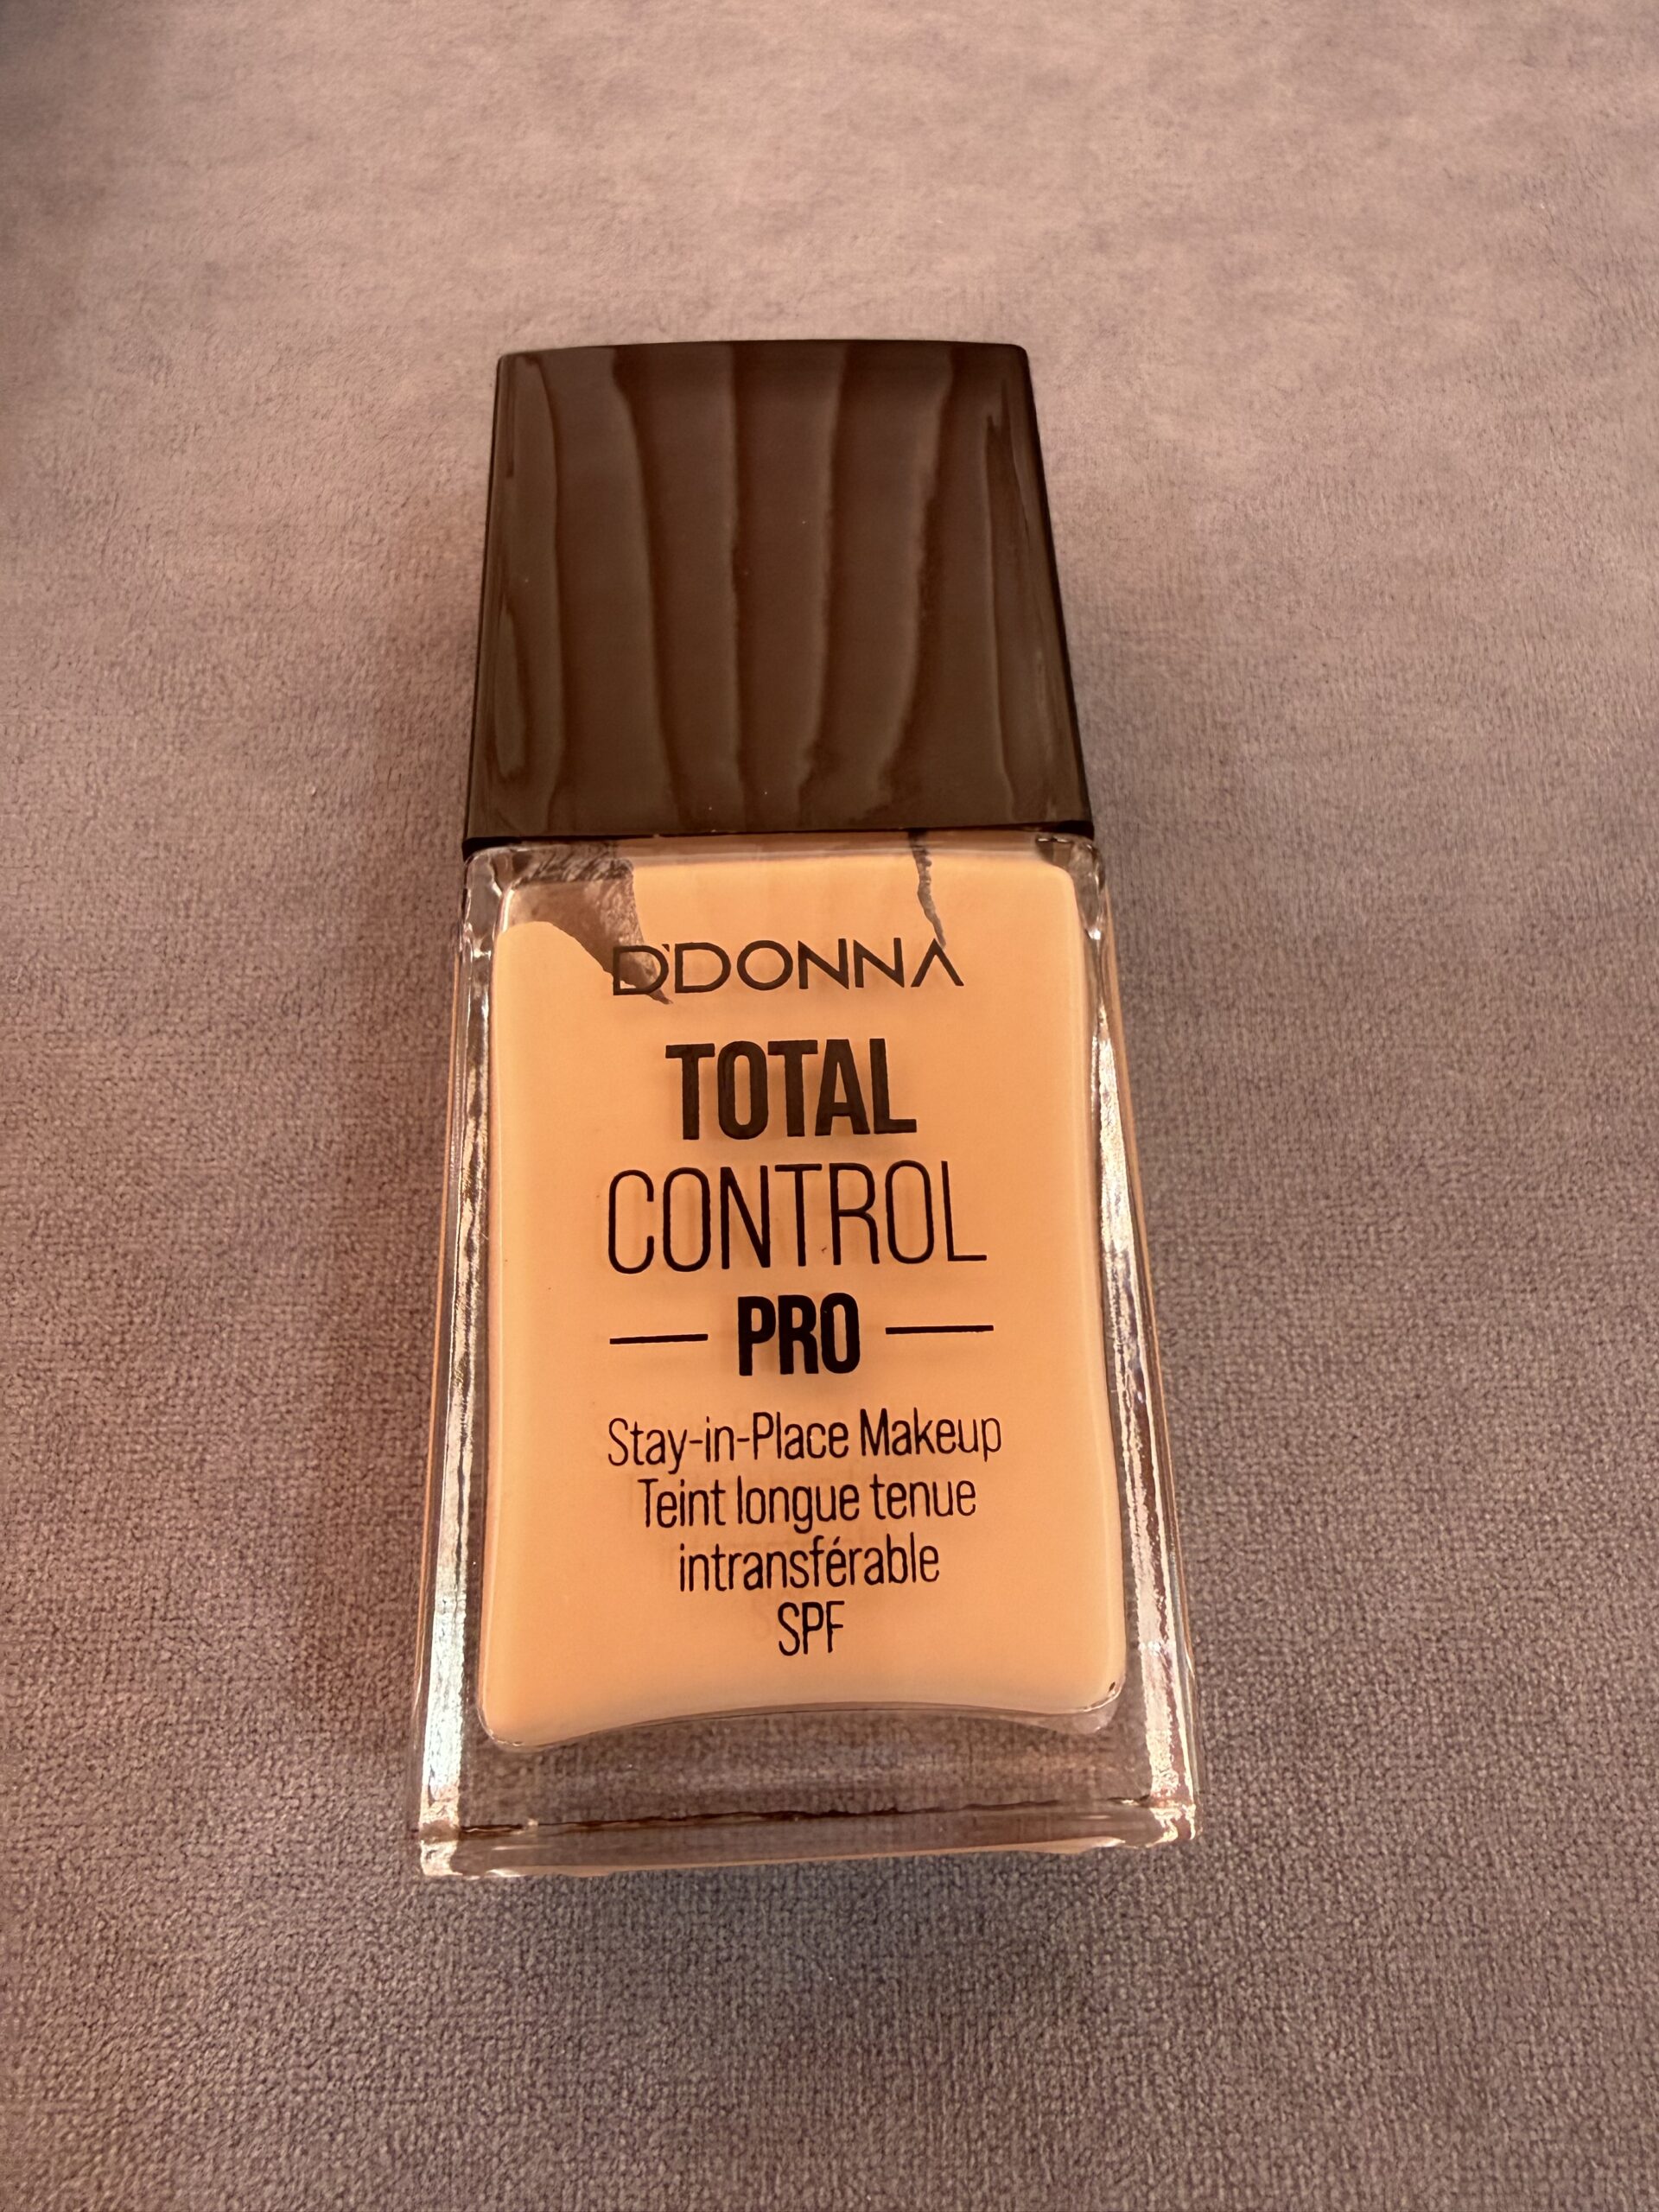 D'DONNA
TOTAL
CONTROL
PRO
Stay-in-Place Makeup
Teint longue tenue
intransférable
SPF